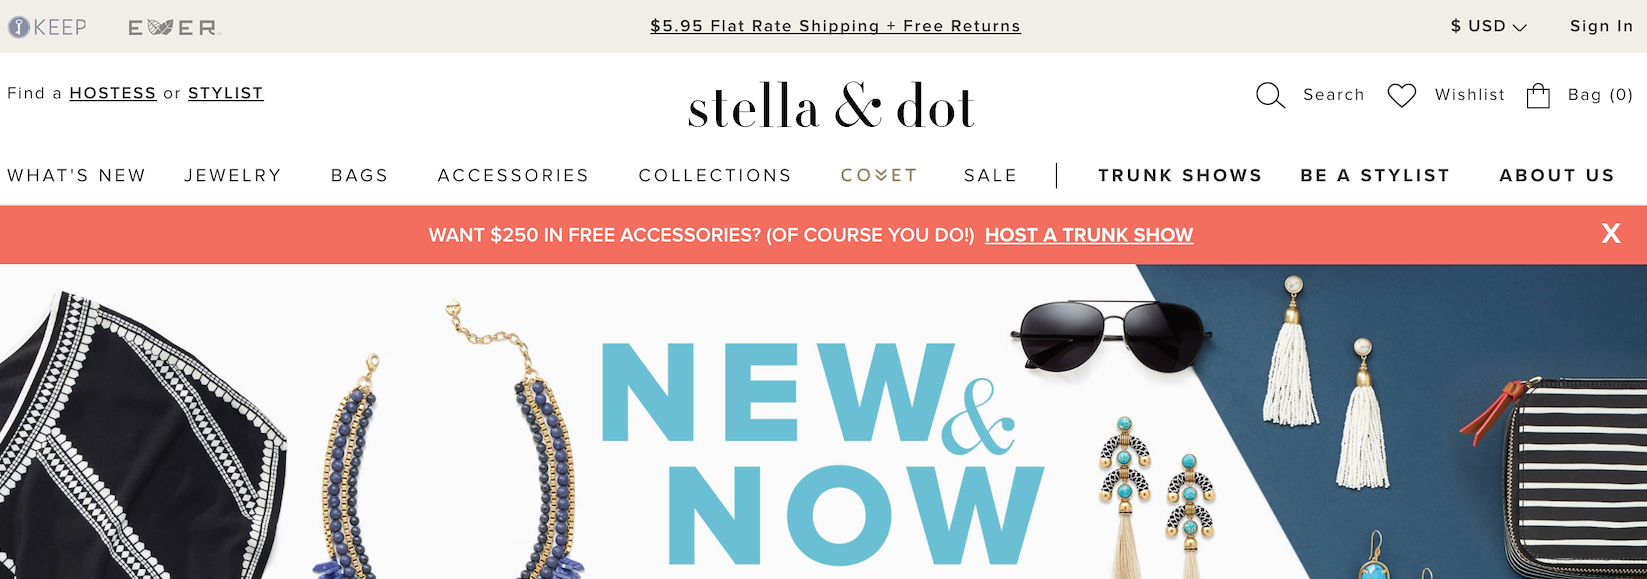 KEEP
EVER
$5.95 Flat Rate Shipping + Free Returns
$ USD
Sign In
Find a HOSTESS or STYLIST
stella & dot
Search
Wishlist
Bag (0)
WHAT'S NEW
JEWELRY
BAGS
ACCESSORIES
COLLECTIONS
COVET
SALE
TRUNK SHOWS
BE A STYLIST
ABOUT US
WANT $250 IN FREE ACCESSORIES? (OF COURSE YOU DO!) HOST A TRUNK SHOW
X
NEW &
NOW